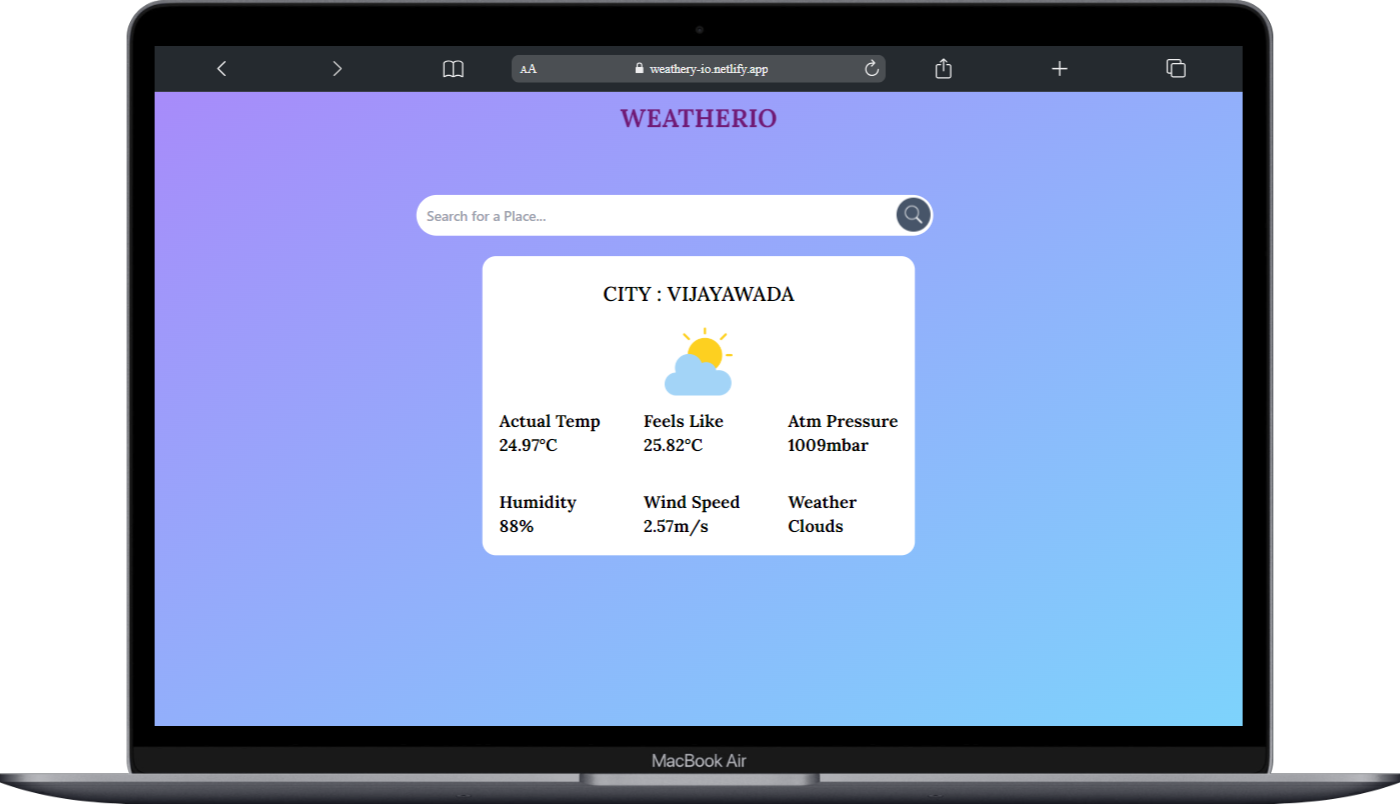 AA weathery-io.netlify.app
WEATHERIO
Search for a Place...
CITY : VIJAYAWADA
Actual Temp Feels Like Atm Pressure
24.97°C 25.82°C 1009mbar
Humidity Wind Speed Weather
88% 2.57m/s Clouds
MacBook Air